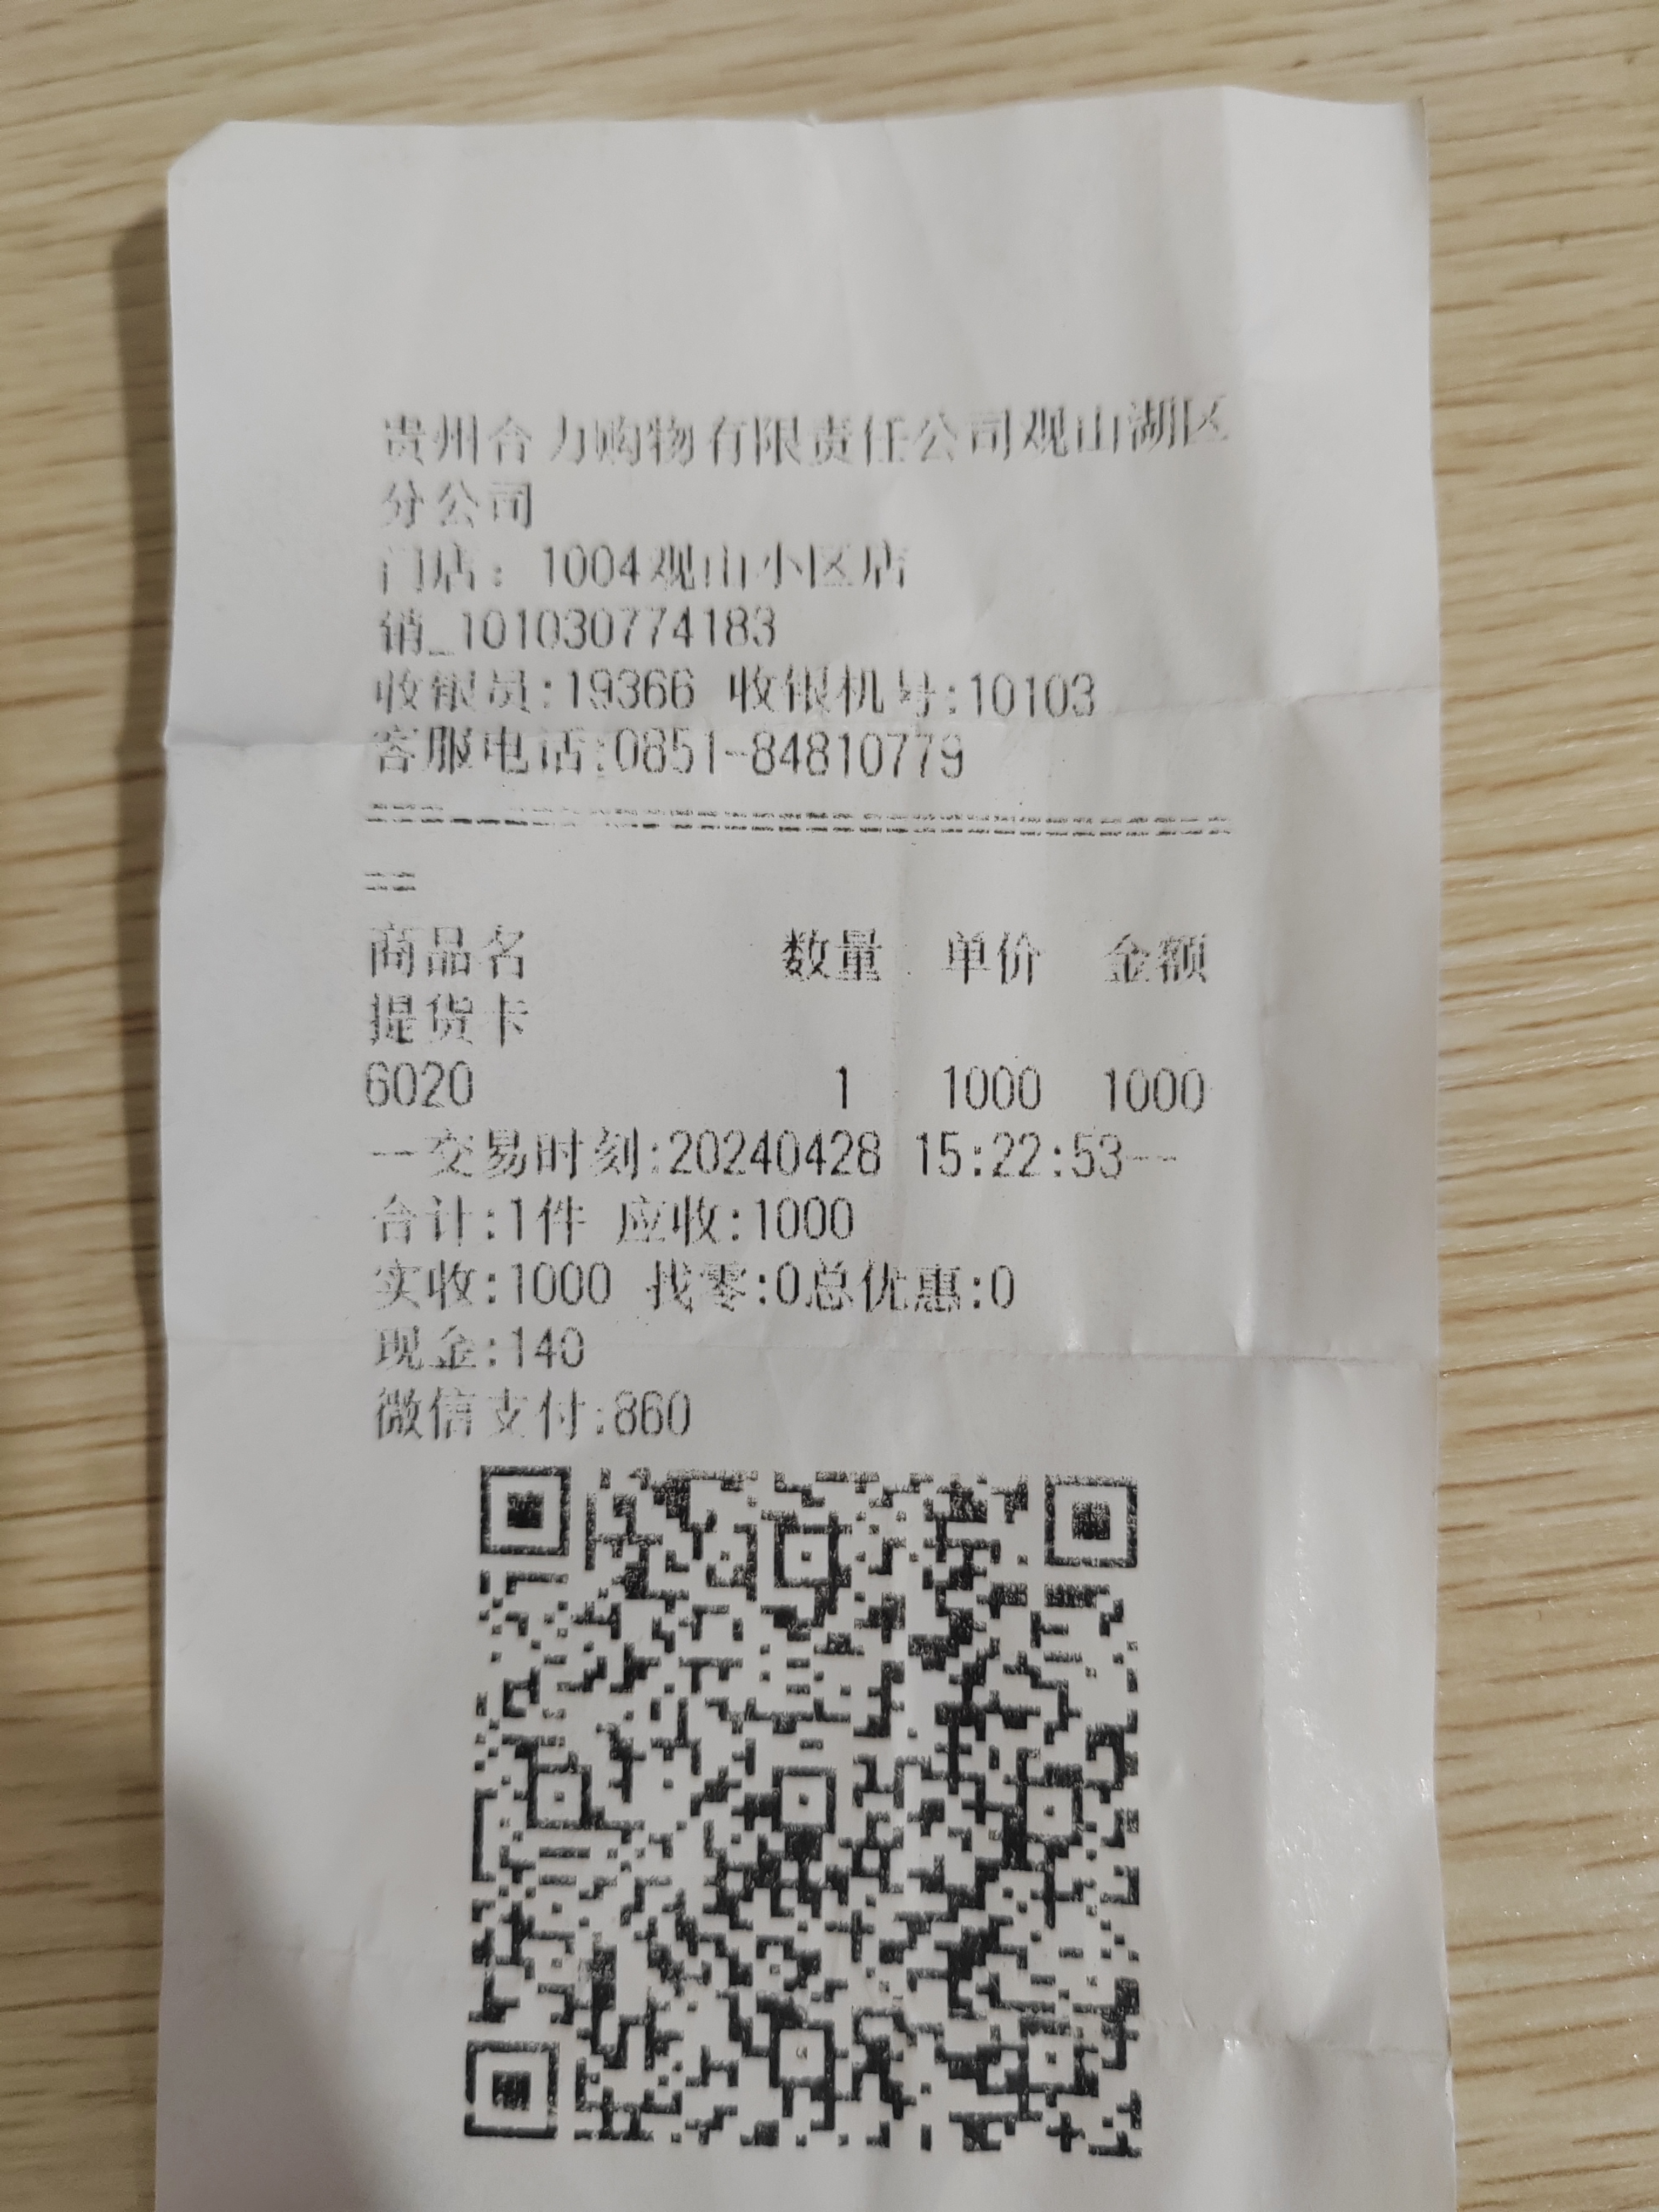 贵州合力购物有限责任公司观山湖区
分公司
门店: 1004观山小区店
销_101030774183
收银员:19366 收银机号:10103
客服电话:0851-84810779
================================
==
商品名 数量 单价 金额
提货卡
6020 1 1000 1000
--交易时刻:20240428 15:22:53--
合计:1件 应收:1000
实收:1000 找零:0总优惠:0
现金:140
微信支付:860